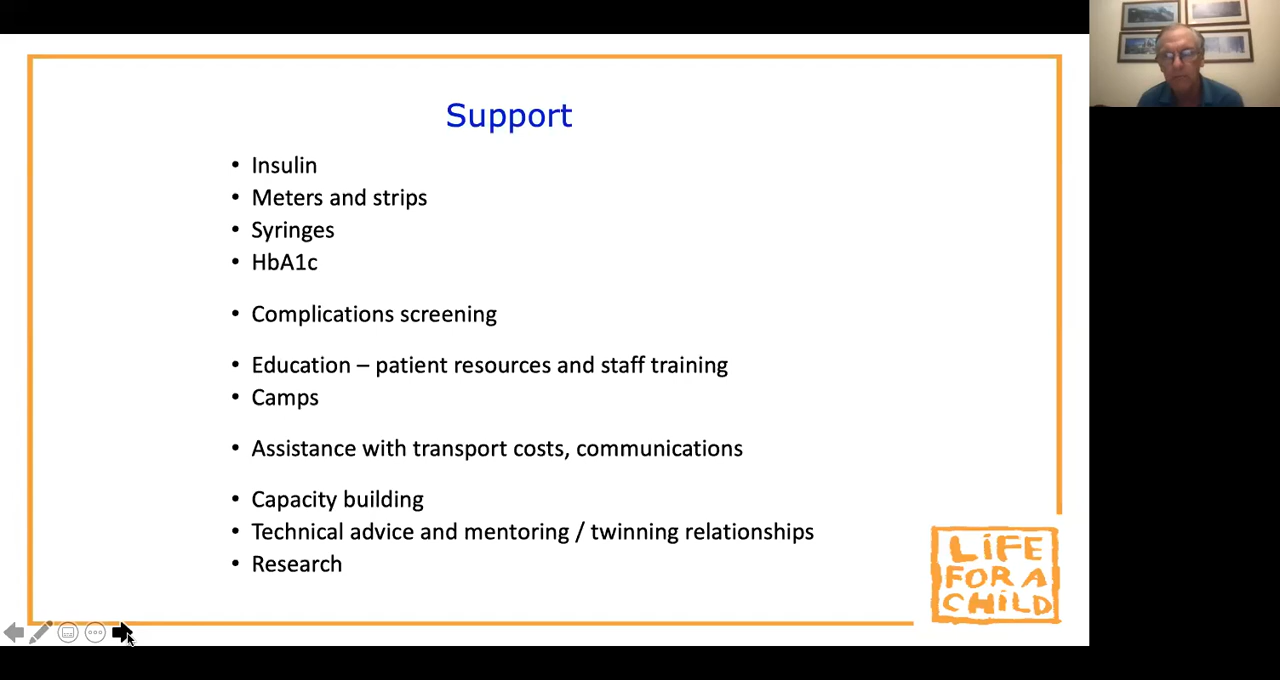 Support
• Insulin
• Meters and strips
• Syringes
• HbA1c
• Complications screening
• Education – patient resources and staff training
• Camps
• Assistance with transport costs, communications
• Capacity building
• Technical advice and mentoring / twinning relationships
• Research
LiFE
FOR A
CHiLD